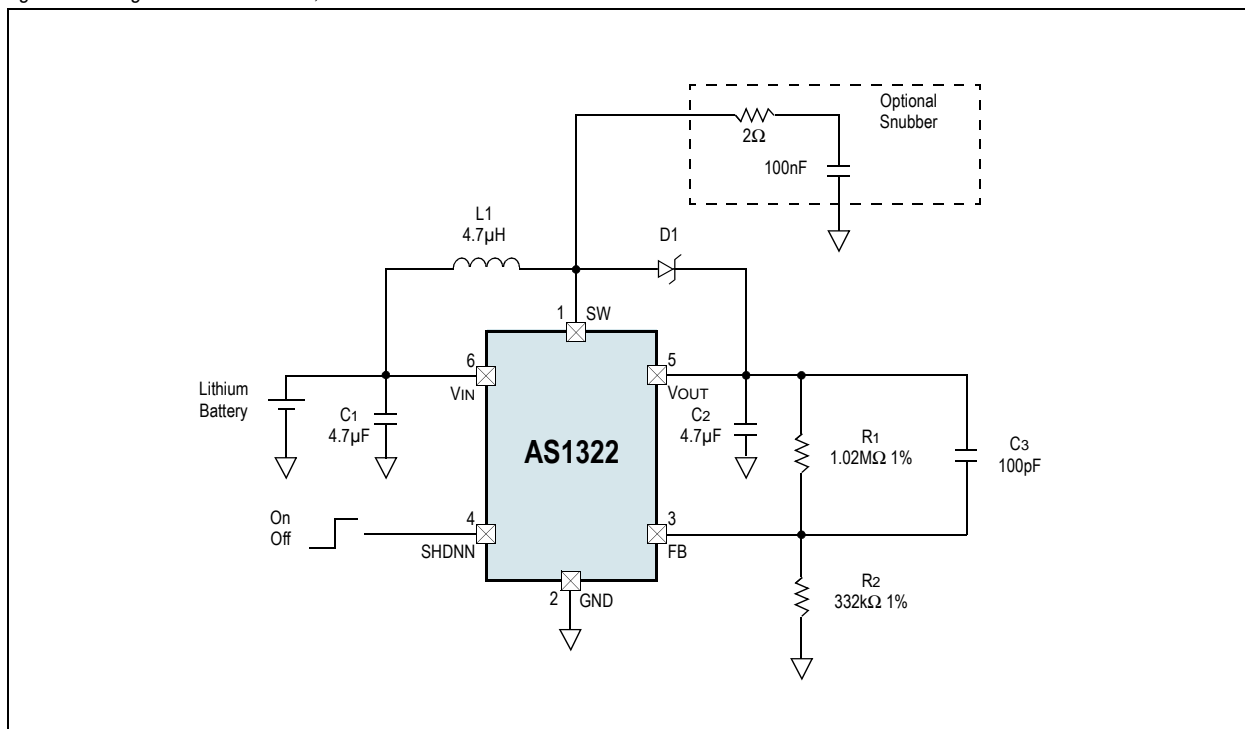 Optional
Snubber
2Ω
100nF
L1
4.7µH
D1
1
SW
6
VIN
5
VOUT
Lithium
Battery
C1
4.7µF
C2
4.7µF
R1
1.02MΩ 1%
C3
100pF
AS1322
On
Off
4
SHDNN
3
FB
2
GND
R2
332kΩ 1%